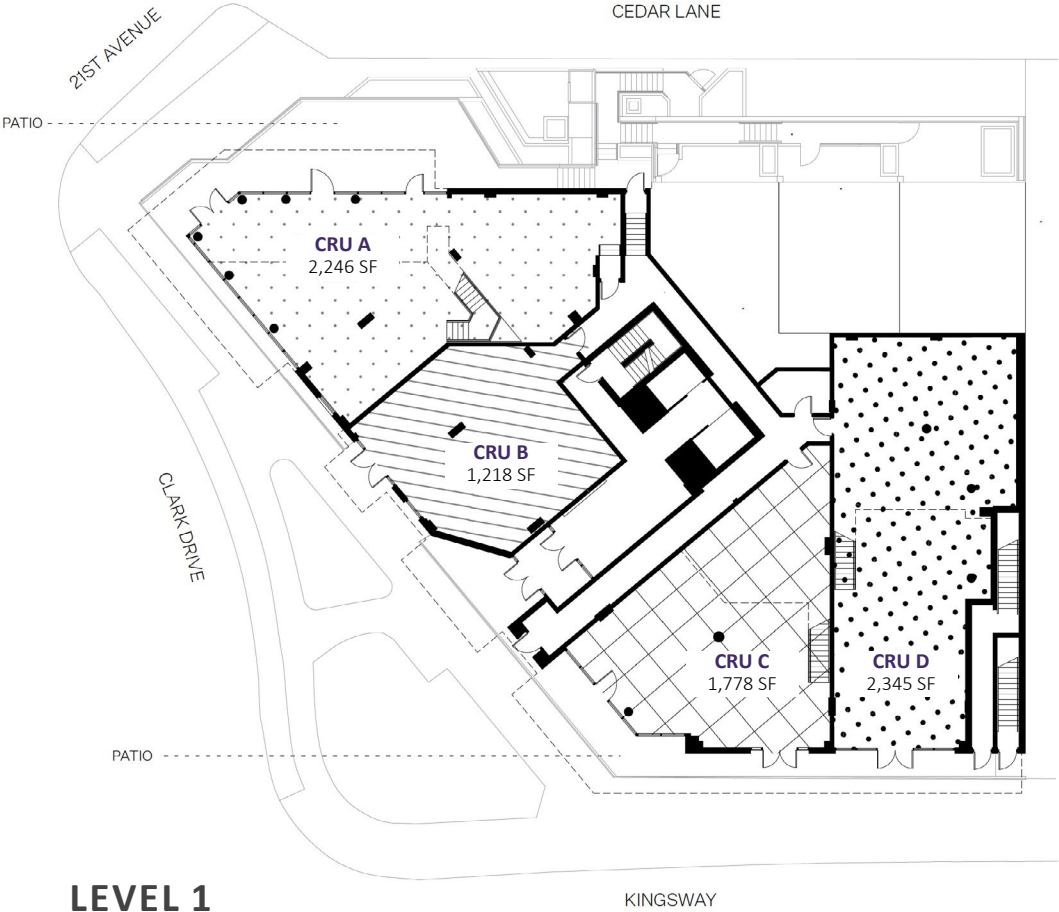 CEDAR LANE
21ST AVENUE
PATIO
CRU A
2,246 SF
CRU B
1,218 SF
CLARK DRIVE
CRU C
1,778 SF
CRU D
2,345 SF
PATIO
LEVEL 1
KINGSWAY